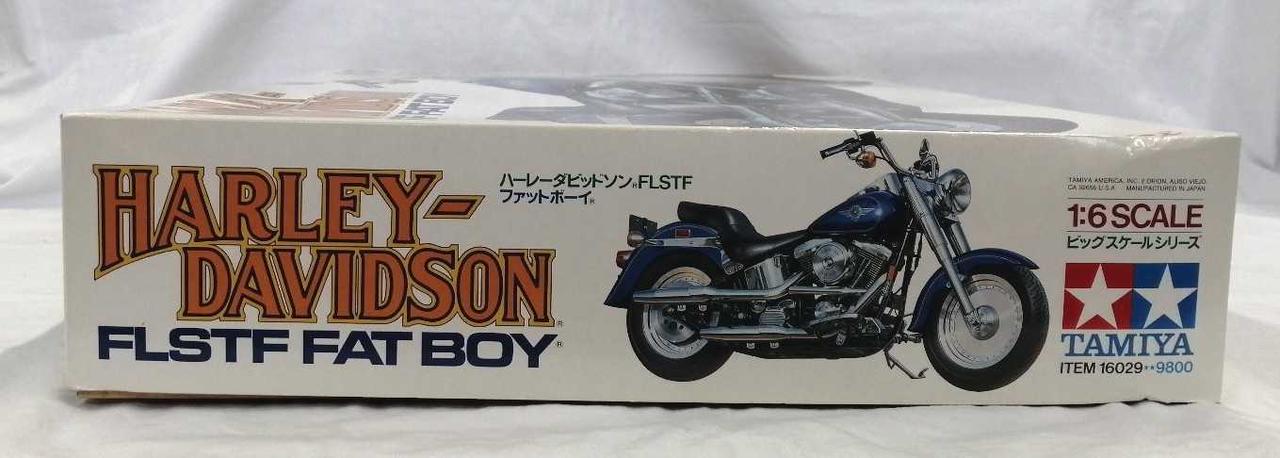 HARLEY-
DAVIDSON®
FLSTF FAT BOY®
ハーレーダビッドソン®FLSTF
ファットボーイ®
TAMIYA AMERICA, INC. 2 ORION, ALISO VIEJO,
CA 92656 U.S.A MANUFACTURED IN JAPAN
1:6 SCALE
ビッグスケールシリーズ
TAMIYA
ITEM 16029**9800
FAT BOY